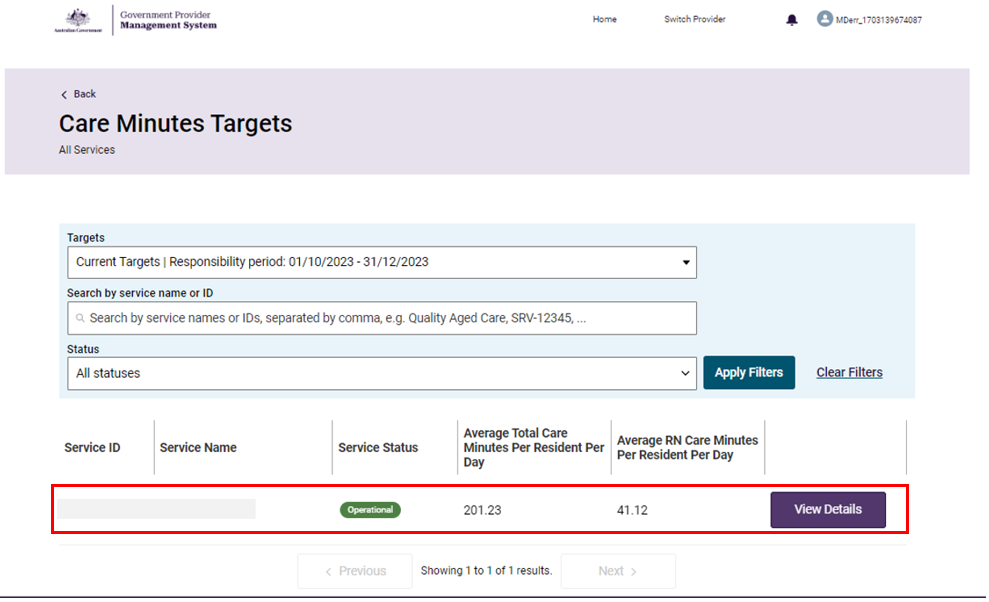 Australian Government
Government Provider
Management System
Home
Switch Provider
MDerr_1703139674087
Back
Care Minutes Targets
All Services
Targets
Current Targets | Responsibility period: 01/10/2023 - 31/12/2023
Search by service name or ID
Search by service names or IDs, separated by comma, e.g. Quality Aged Care, SRV-12345, ...
Status
All statuses
Apply Filters
Clear Filters
Service ID
Service Name
Service Status
Average Total Care
Minutes Per Resident Per
Day
Average RN Care Minutes
Per Resident Per Day
Operational
201.23
41.12
View Details
Previous
Showing 1 to 1 of 1 results.
Next